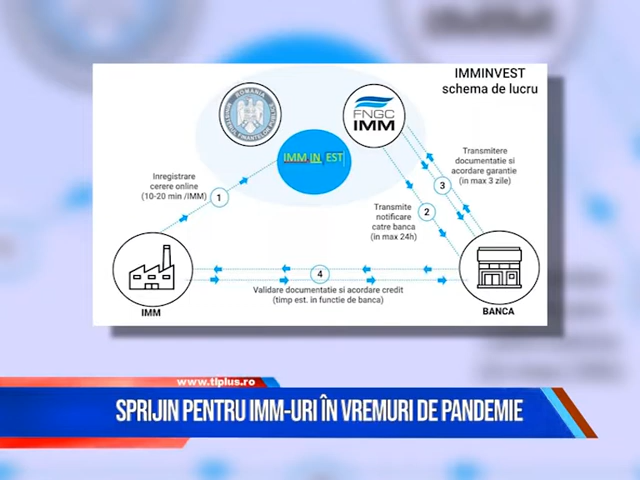 IMMINVEST
schema de lucru
ROMANIA
FNGC
IMM
IMM IN EST
Transmitere
documentatie si
acordare garantie
(in max 3 zile)
3
Inregistrare
cerere online
(10-20 min /IMM)
1
Transmite
notificare
catre banca
(in max 24h)
2
4
Validare documentatie si acordare credit
(timp est. in functie de banca)
IMM
BANCA
www.tlplus.ro
SPRIJIN PENTRU IMM-URI ÎN VREMURI DE PANDEMIE